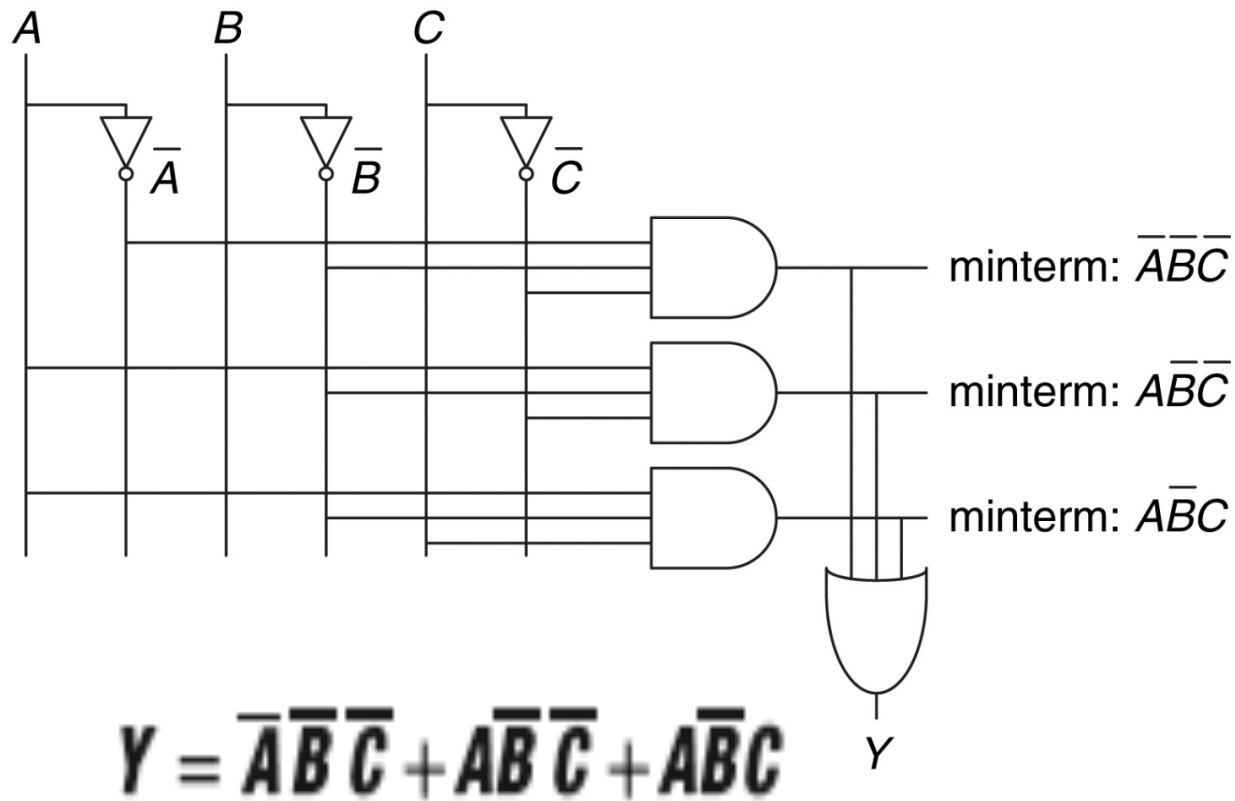 A B C
A̅ B̅ C̅
minterm: A̅B̅C̅
minterm: AB̅C̅
minterm: AB̅C
Y
Y = A̅ B̅ C̅ + AB̅ C̅ + AB̅C